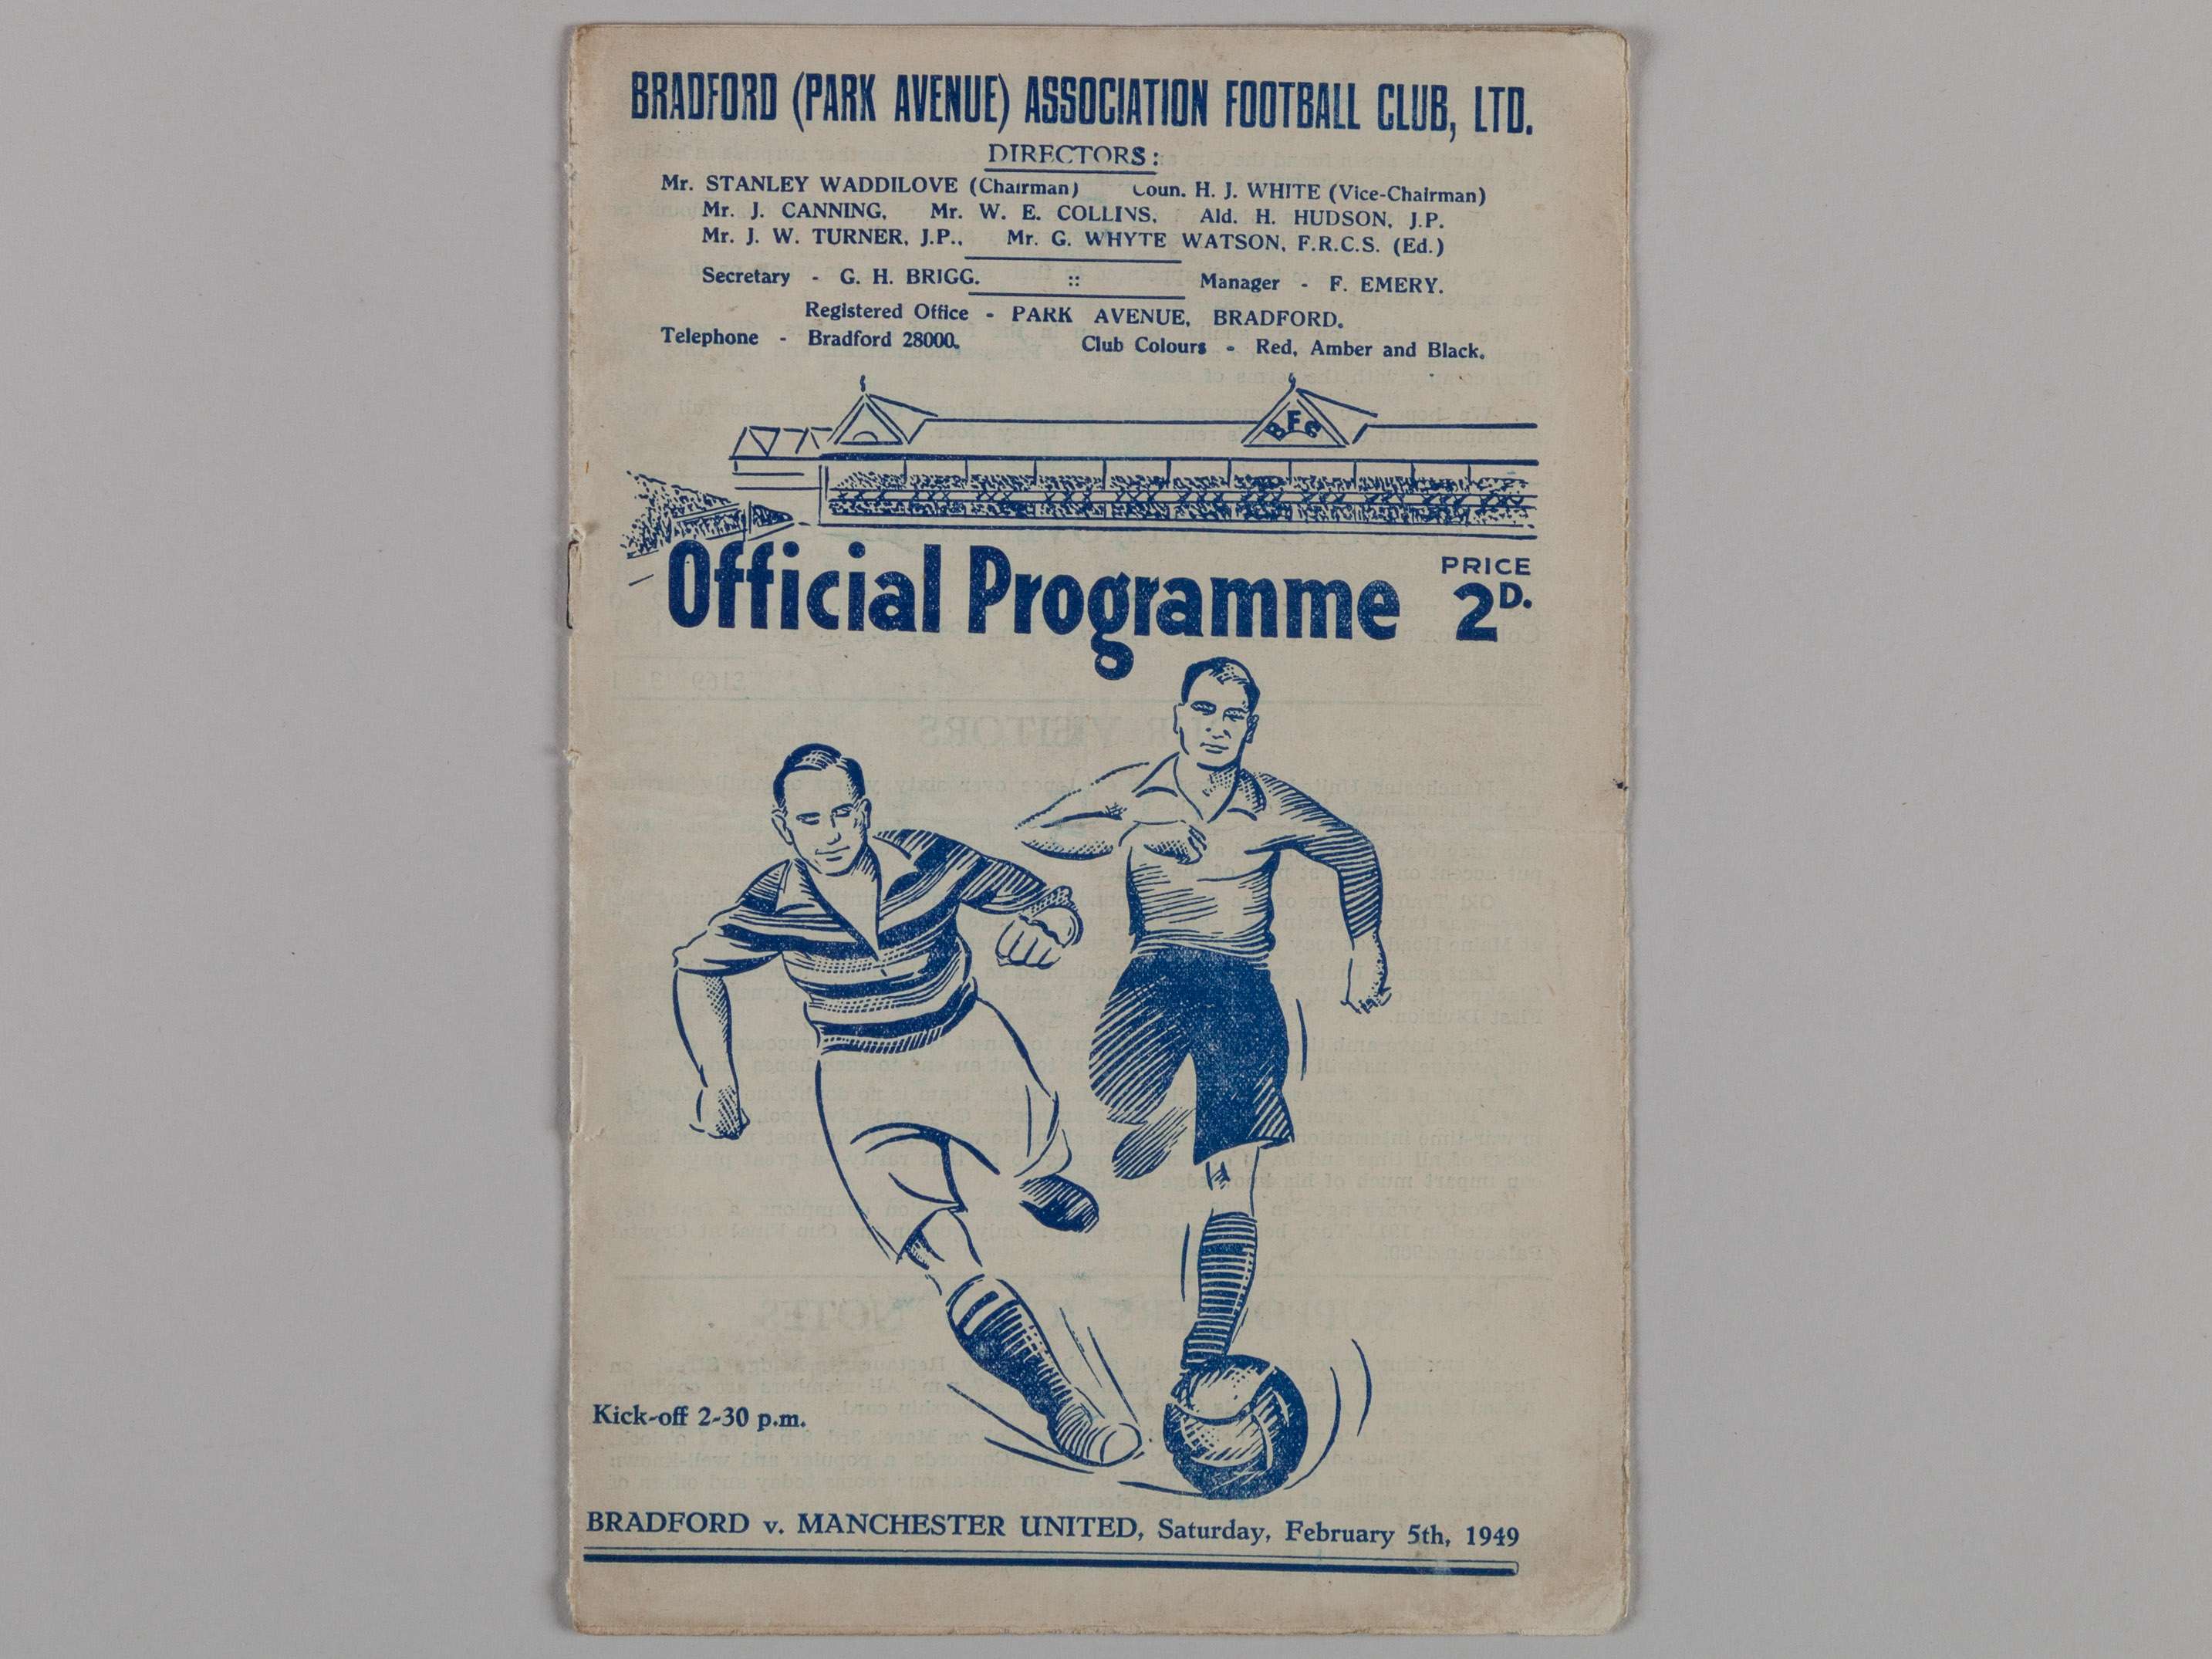 BRADFORD (PARK AVENUE) ASSOCIATION FOOTBALL CLUB, LTD.
DIRECTORS:
Mr. STANLEY WADDILOVE (Chairman) Coun. H. J. WHITE (Vice-Chairman)
Mr. J. CANNING, Mr. W. E. COLLINS, Ald. H. HUDSON, J.P.
Mr. J. W. TURNER, J.P., Mr. G. WHYTE WATSON, F.R.C.S. (Ed.)
Secretary - G. H. BRIGG. :: Manager - F. EMERY.
Registered Office - PARK AVENUE, BRADFORD.
Telephone - Bradford 28000. Club Colours - Red, Amber and Black.
BFC
Official Programme PRICE 2D.
Kick-off 2-30 p.m.
BRADFORD v. MANCHESTER UNITED, Saturday, February 5th, 1949